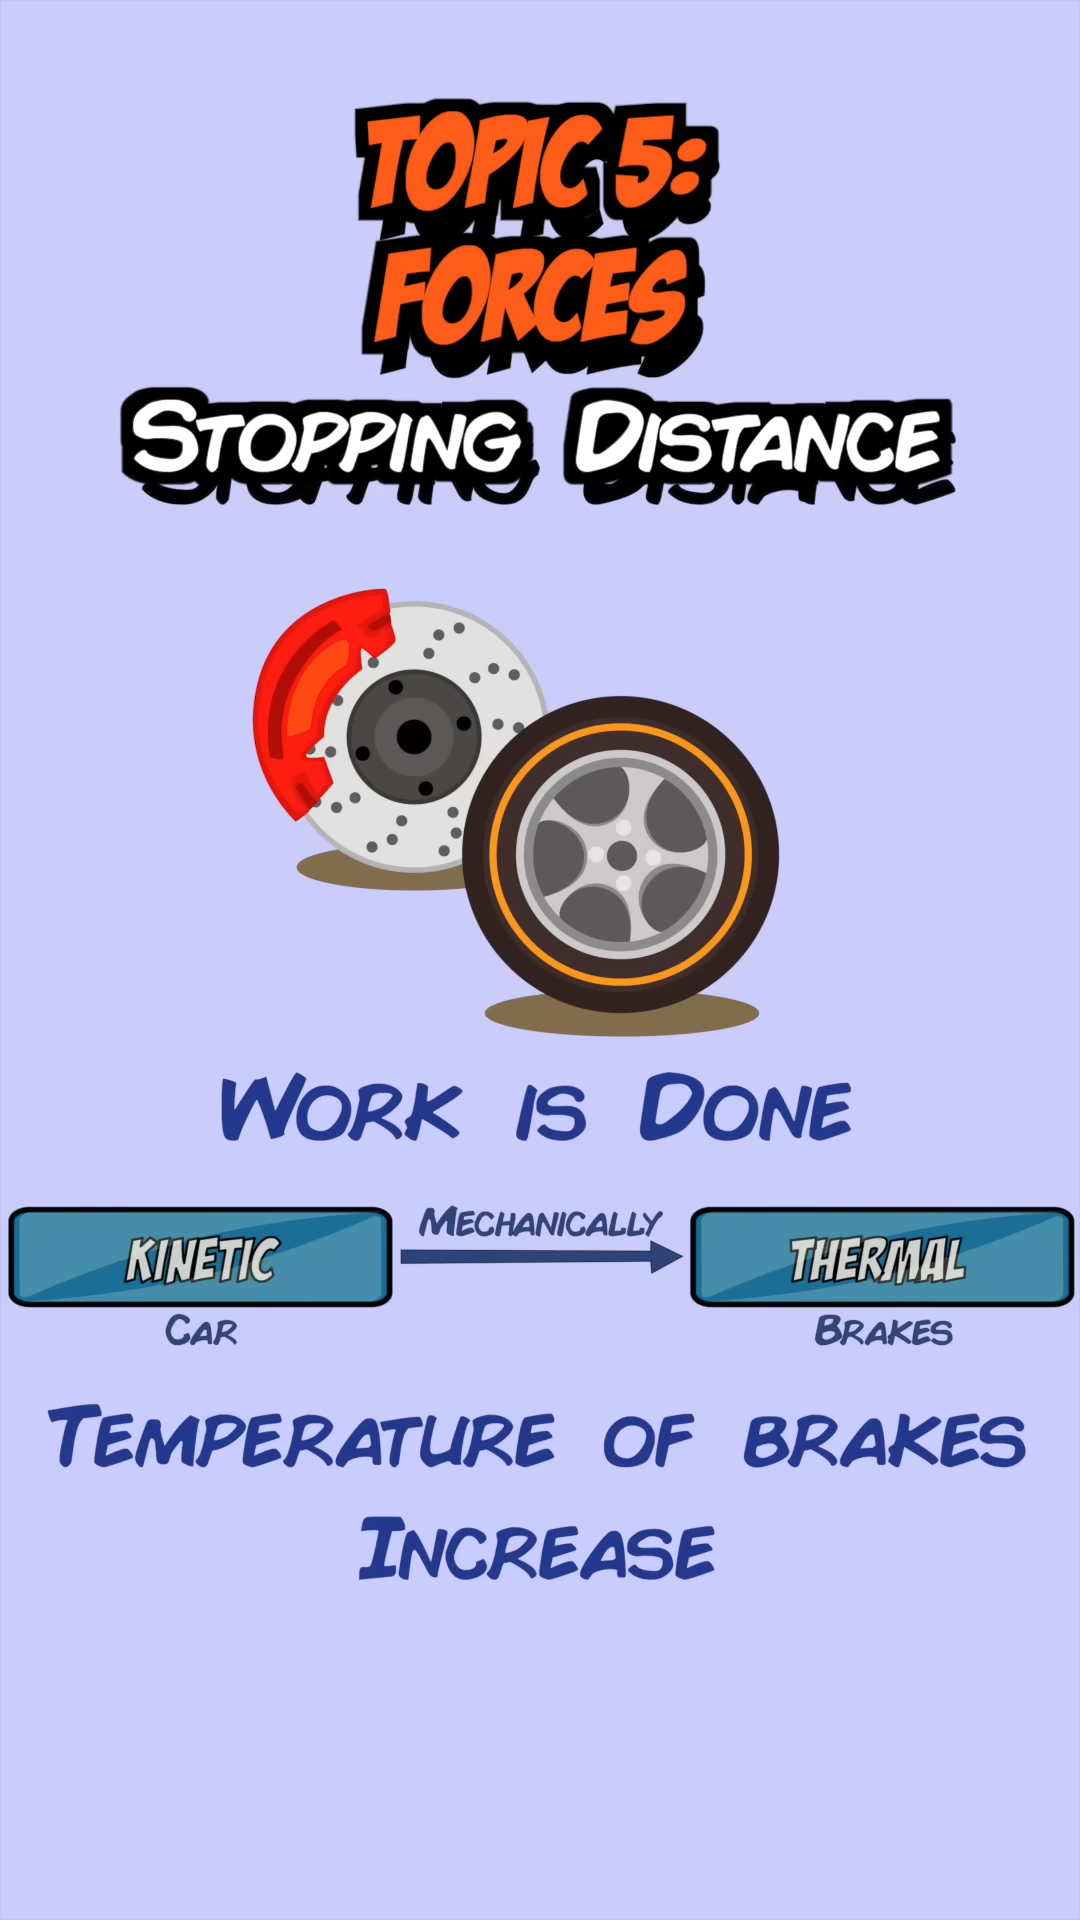 TOPIC 5:
FORCES
STOPPING DISTANCE
WORK IS DONE
MECHANICALLY
KINETIC
THERMAL
CAR
BRAKES
TEMPERATURE OF BRAKES
INCREASE